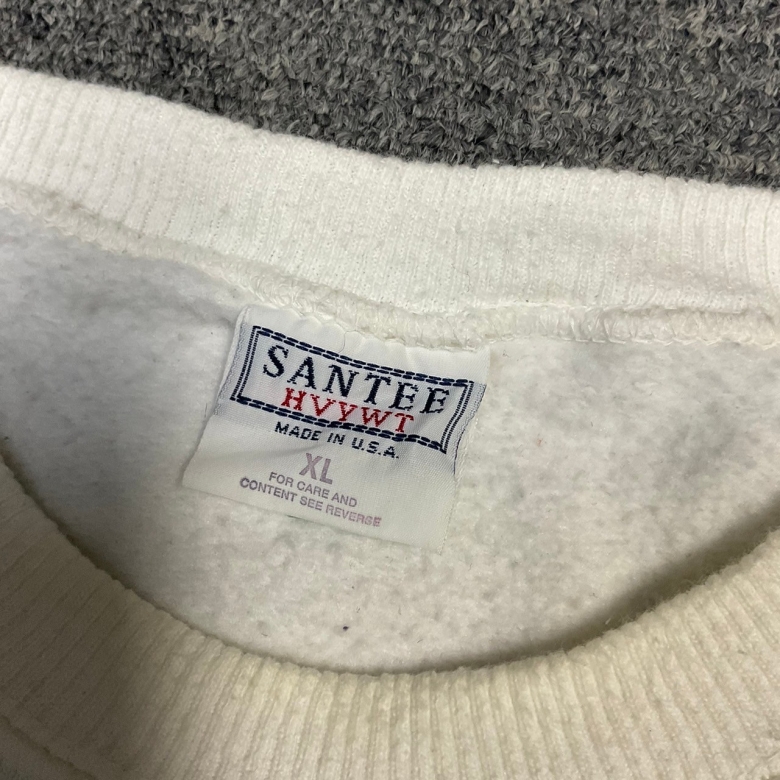 SANTEE
HVYWT
MADE IN U.S.A.
XL
FOR CARE AND
CONTENT SEE REVERSE